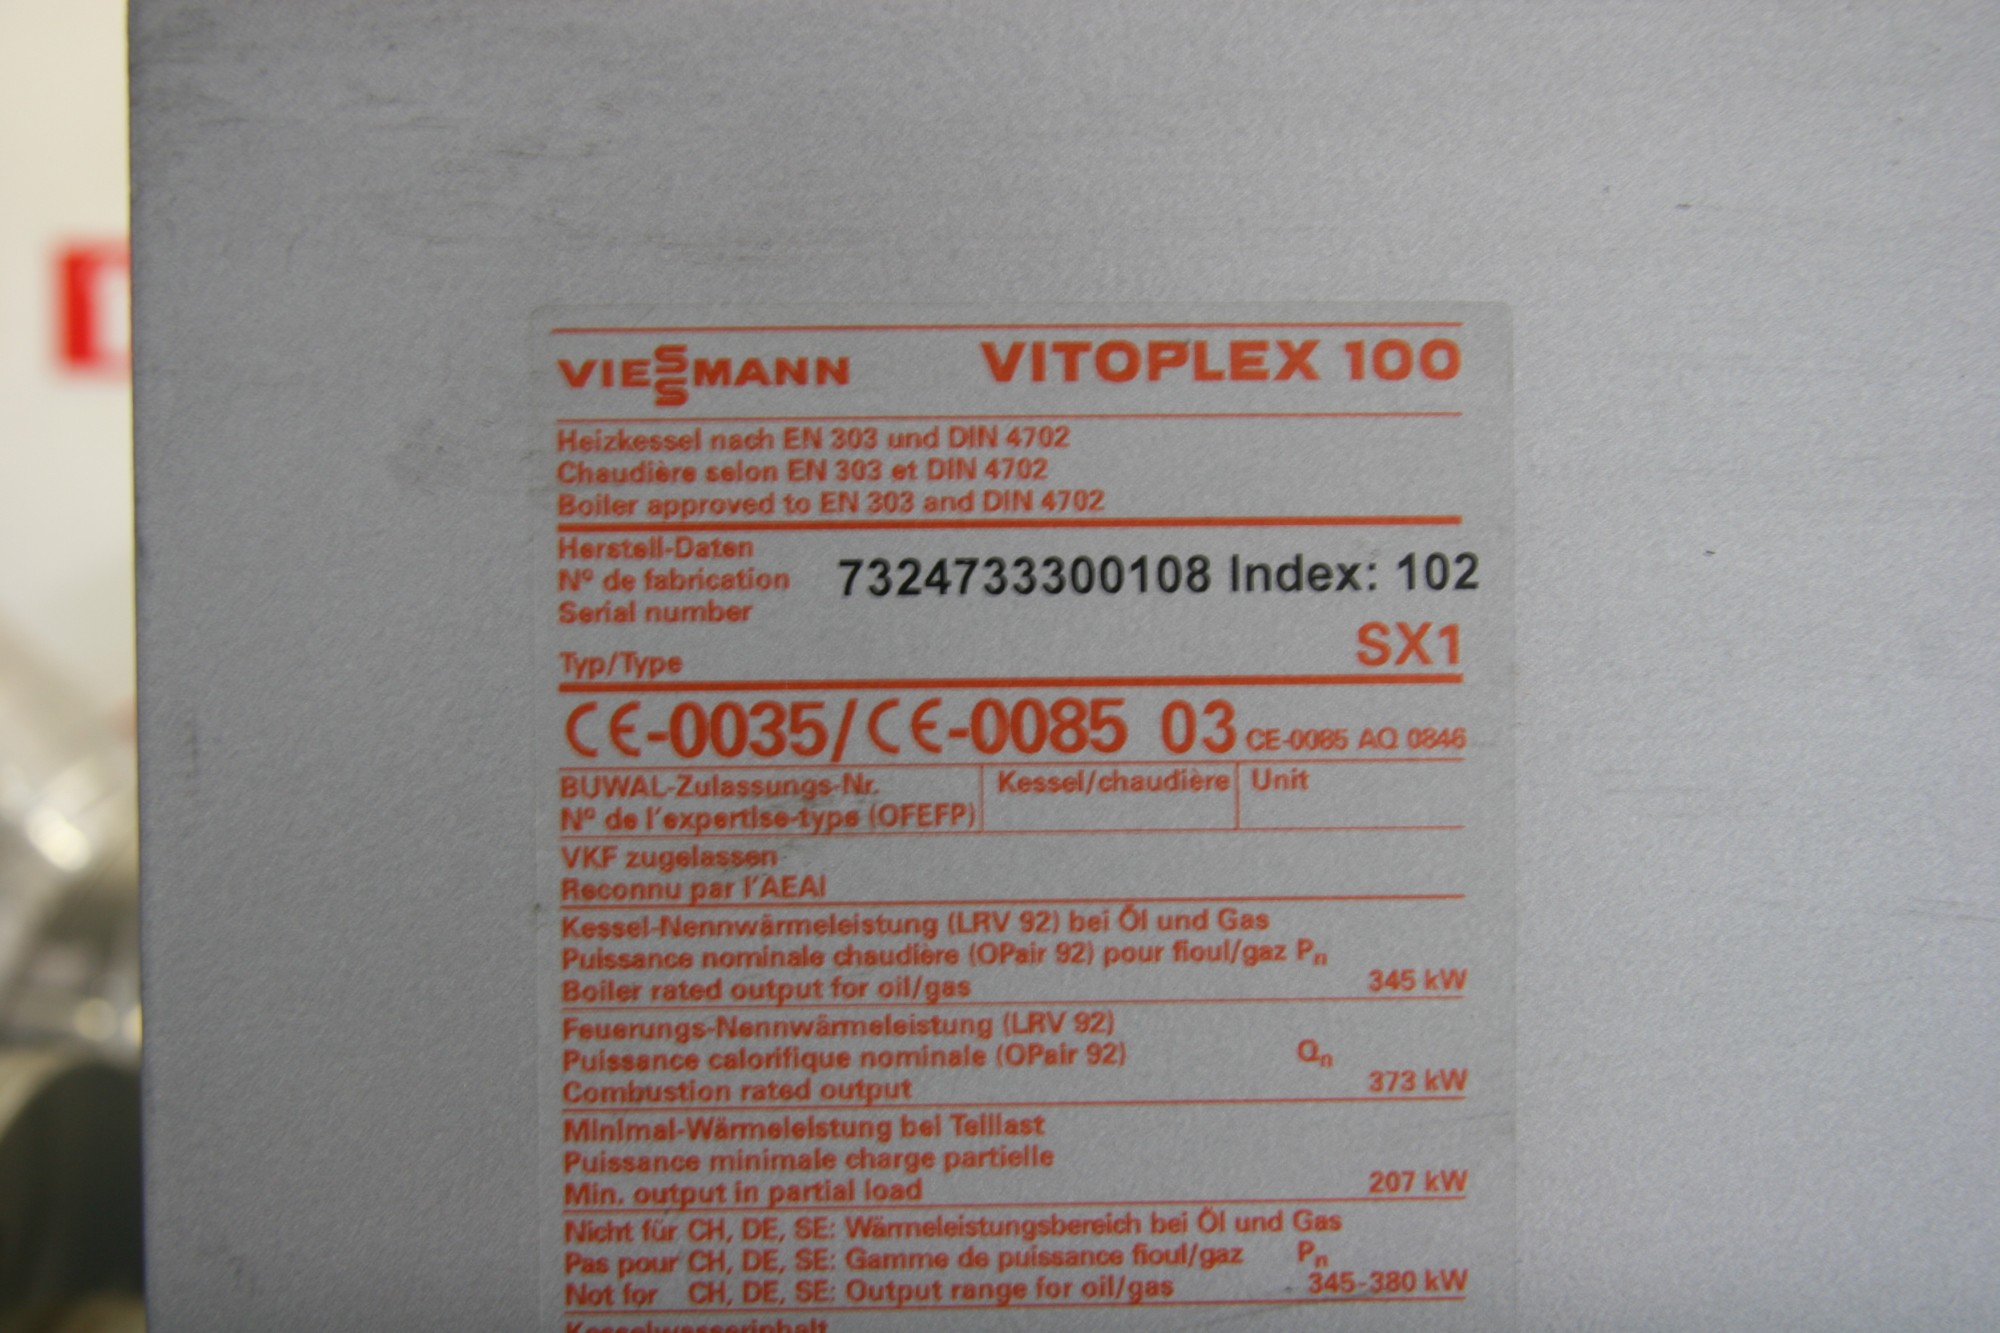 VIESSMANN VITOPLEX 100
Heizkessel nach EN 303 und DIN 4702
Chaudière selon EN 303 et DIN 4702
Boiler approved to EN 303 and DIN 4702
Herstell-Daten
Nº de fabrication 7324733300108 Index: 102
Serial number
SX1
Typ/Type
CE-0035/CE-0085 03 CE-0085 AQ 0846
BUWAL-Zulassungs-Nr. Kessel/chaudière Unit
Nº de l'expertise-type (OFEFP)
VKF zugelassen
Reconnu par l'AEAI
Kessel-Nennwärmeleistung (LRV 92) bei Öl und Gas
Puissance nominale chaudière (OPair 92) pour fioul/gaz Pn
Boiler rated output for oil/gas 345 kW
Feuerungs-Nennwärmeleistung (LRV 92)
Puissance calorifique nominale (OPair 92) Qn
Combustion rated output 373 kW
Minimal-Wärmeleistung bei Teillast
Puissance minimale charge partielle
Min. output in partial load 207 kW
Nicht für CH, DE, SE: Wärmeleistungsbereich bei Öl und Gas
Pas pour CH, DE, SE: Gamme de puissance fioul/gaz Pn
Not for CH, DE, SE: Output range for oil/gas 345-380 kW
Kesselwasserinhalt